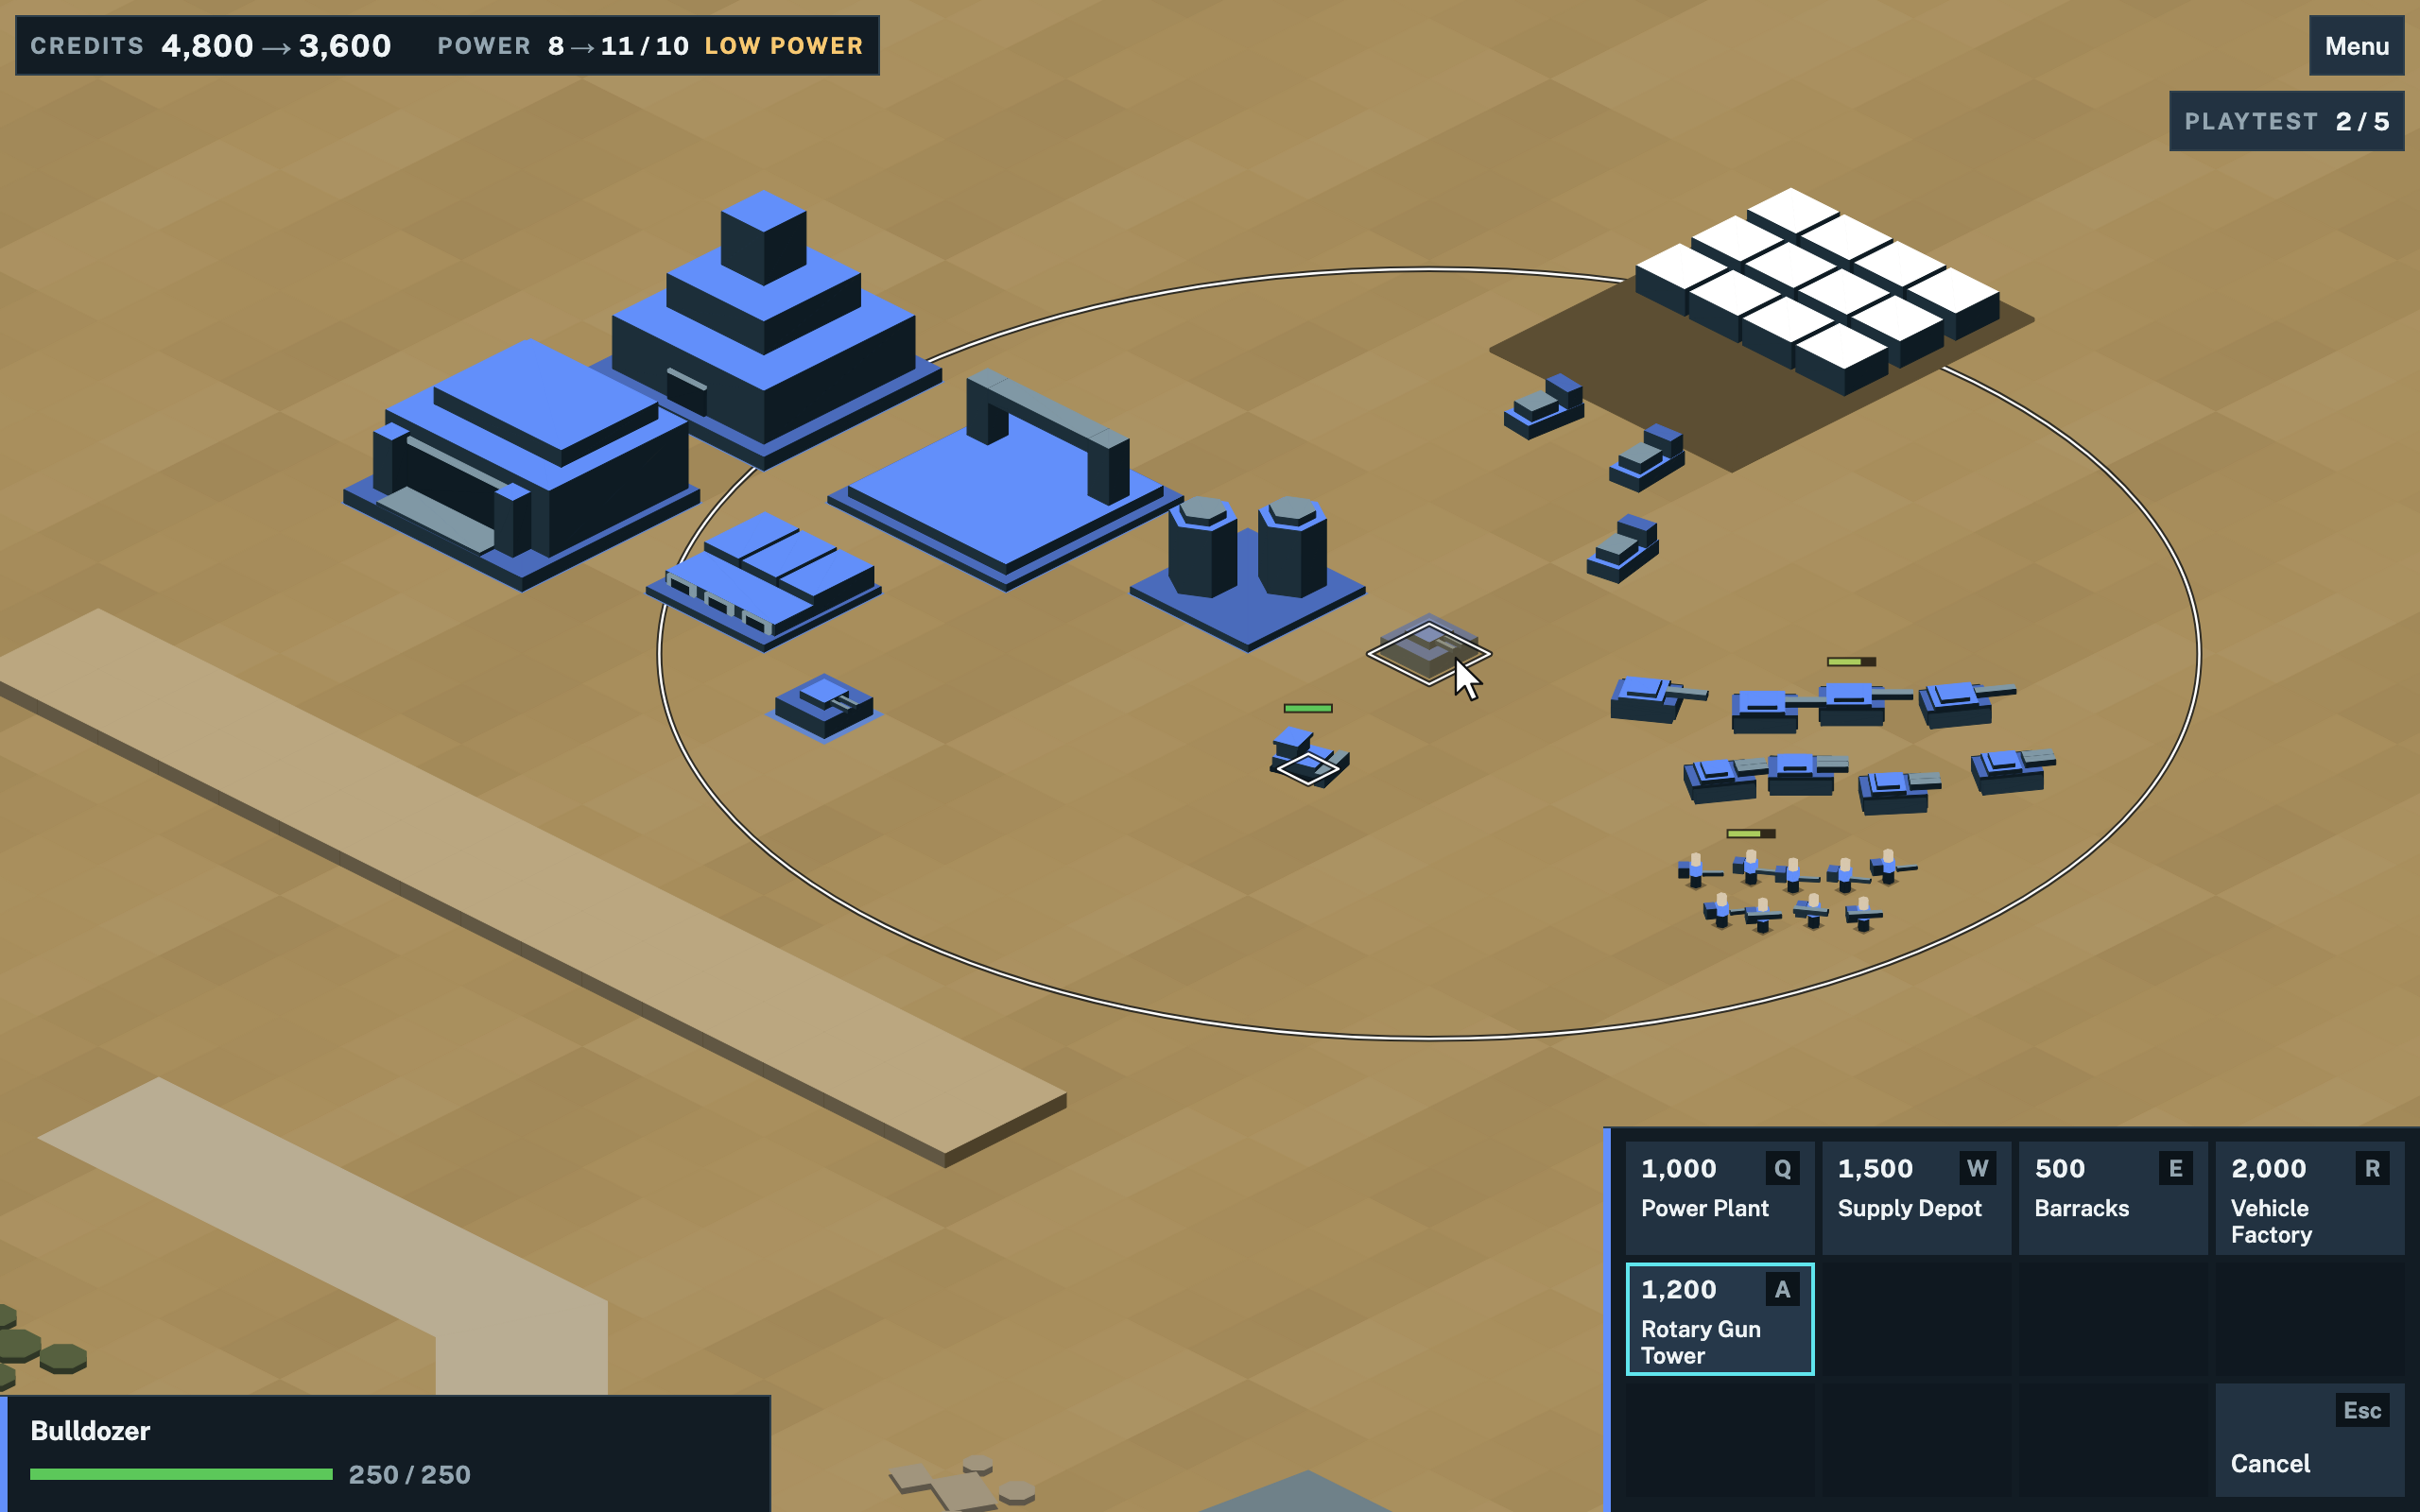 CREDITS 4,800→3,600 POWER 8→11/10 LOW POWER
Menu
PLAYTEST 2/5
1,000 Q
Power Plant
1,500 W
Supply Depot
500 E
Barracks
2,000 R
Vehicle
Factory
1,200 A
Rotary Gun
Tower
Esc
Cancel
Bulldozer
250/250